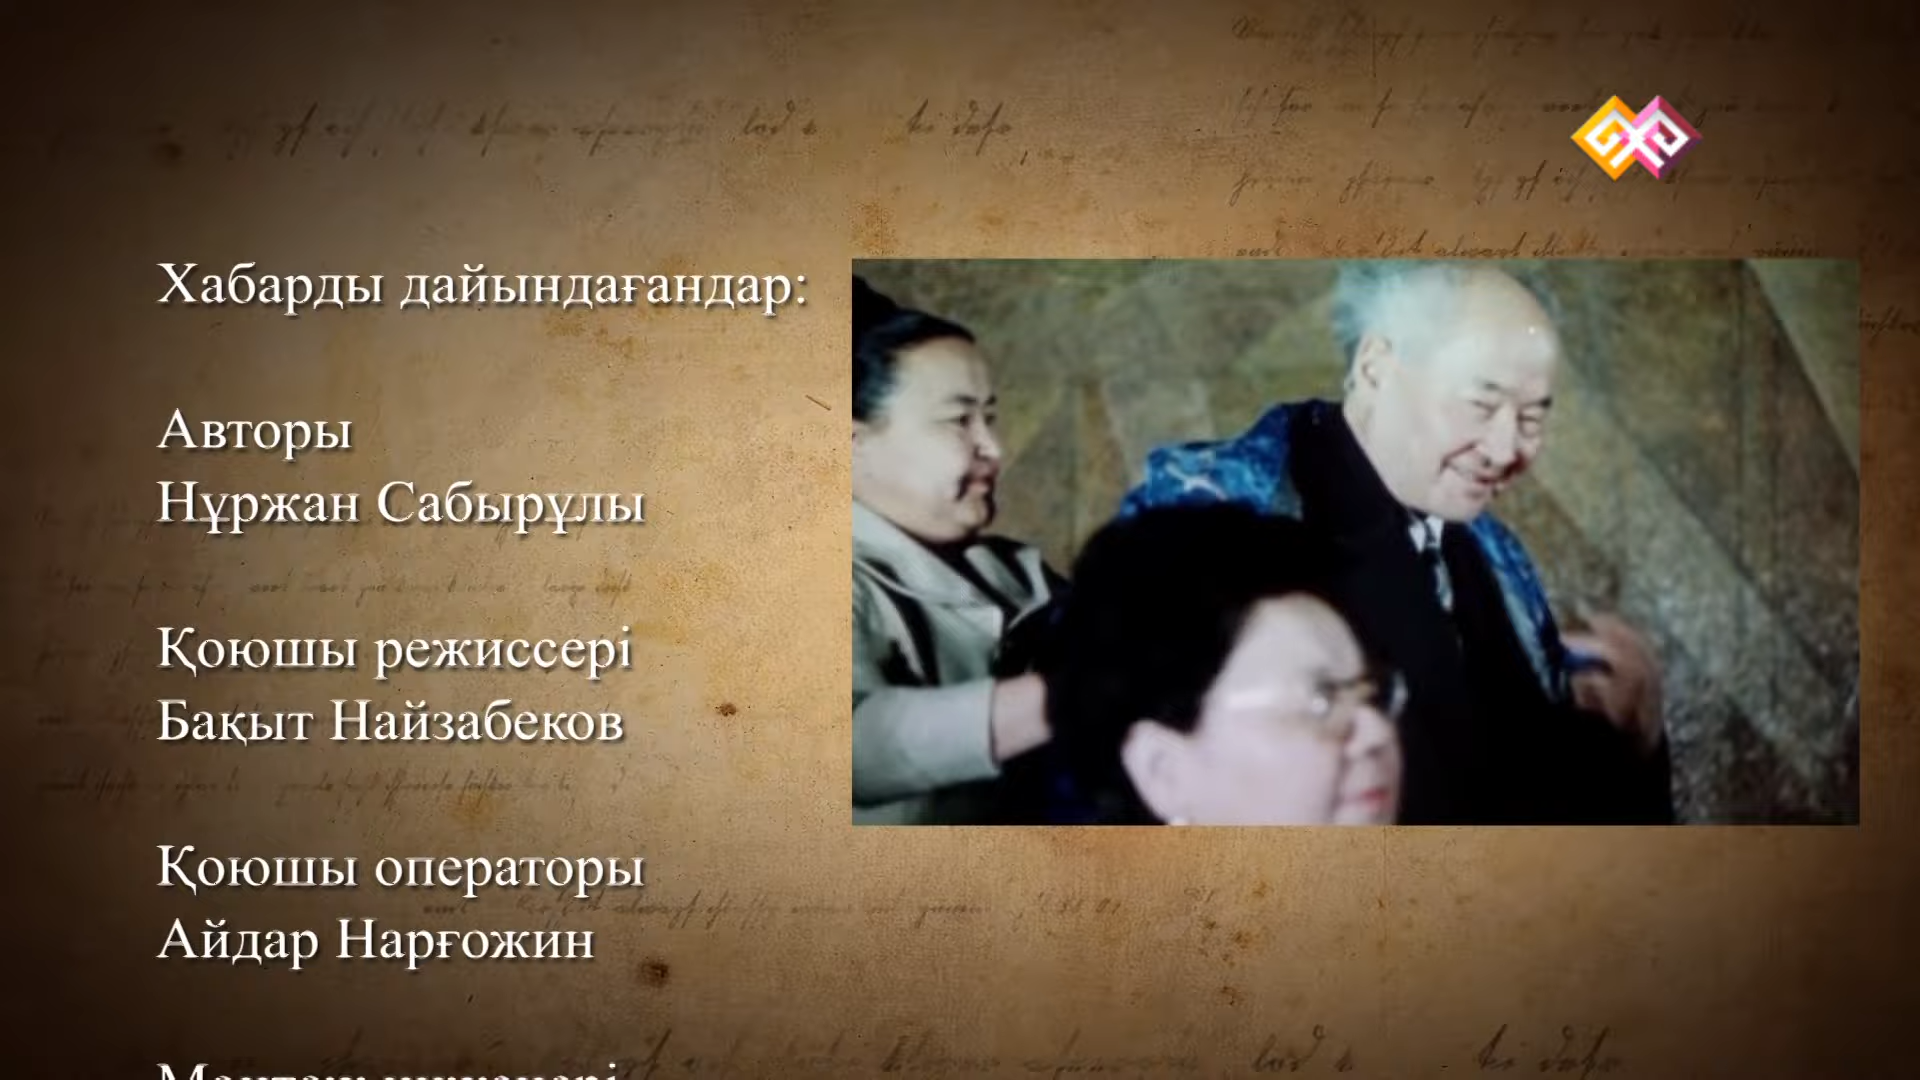 Хабарды дайындағандар:
Авторы
Нұржан Сабырұлы
Қоюшы режиссері
Бақыт Найзабеков
Қоюшы операторы
Айдар Нарғожин